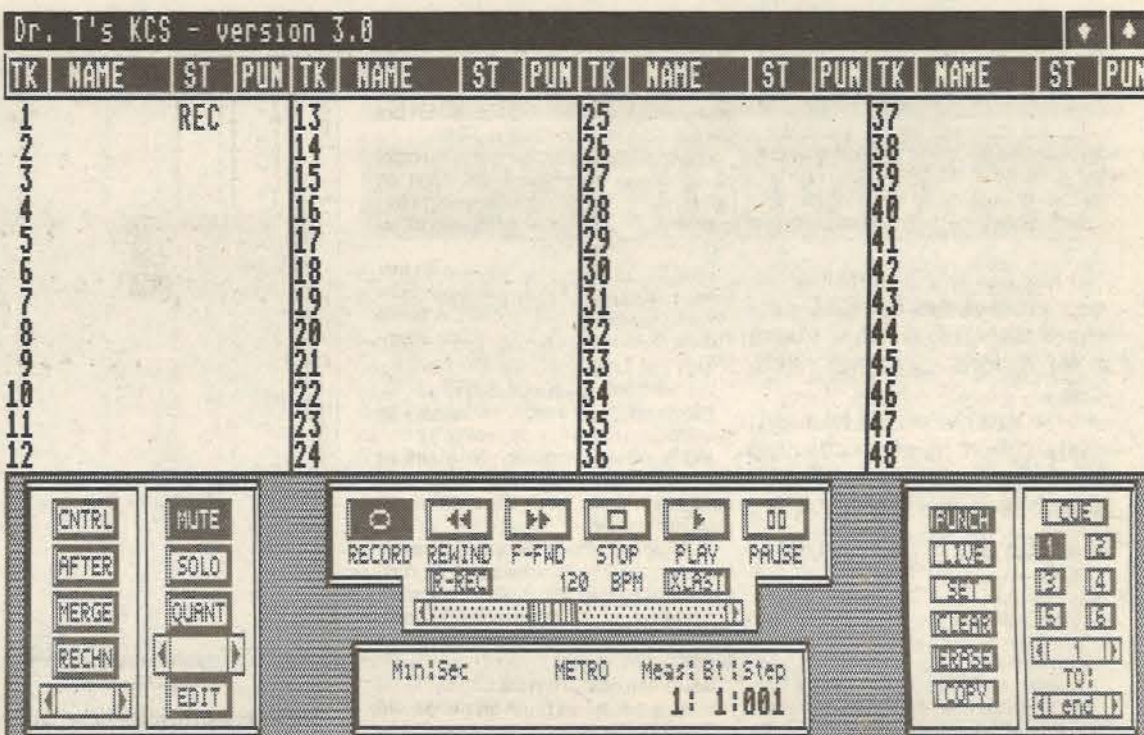 Dr. T's KCS - version 3.0
TK NAME ST PUN TK NAME ST PUN TK NAME ST PUN TK NAME ST PUN
1 REC 13 25 37
2 14 26 38
3 15 27 39
4 16 28 40
5 17 29 41
6 18 30 42
7 19 31 43
8 20 32 44
9 21 33 45
10 22 34 46
11 23 35 47
12 24 36 48
CNTRL MUTE PUNCH CUE
AFTER SOLO RECORD REWIND F-FWD STOP PLAY PAUSE LIVE 1 2
R-REC 120 BPM XLAST SET 3 4
MERGE QUANT CLEAR 5 6
RECHN Min:Sec METRO Meas: Bt:Step ERASE 1
EDIT 1: 1:001 COPY TO:
end